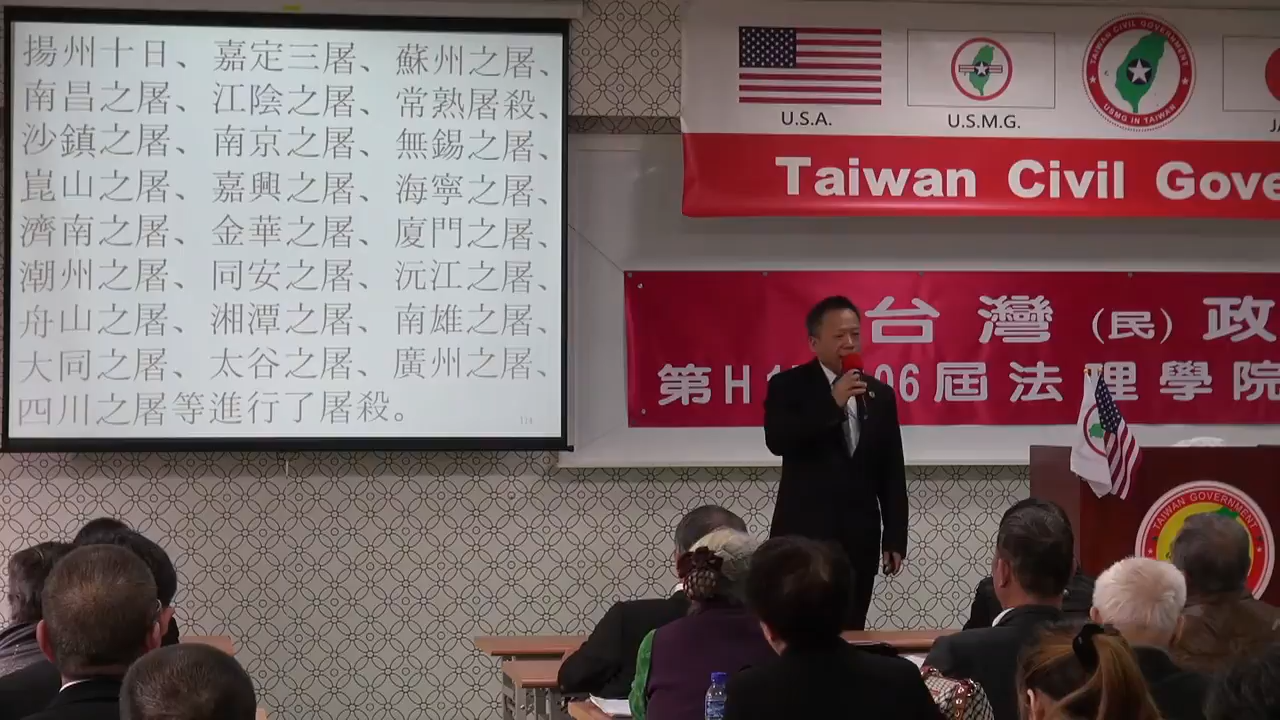 揚州十日、 嘉定三屠、 蘇州之屠、
南昌之屠、 江陰之屠、 常熟屠殺、
沙鎮之屠、 南京之屠、 無錫之屠、
崑山之屠、 嘉興之屠、 海寧之屠、
濟南之屠、 金華之屠、 廈門之屠、
潮州之屠、 同安之屠、 沅江之屠、
舟山之屠、 湘潭之屠、 南雄之屠、
大同之屠、 太谷之屠、 廣州之屠、
四川之屠等進行了屠殺。
U.S.A.
U.S.M.G.
TAIWAN CIVIL GOVERNMENT
USMG IN TAIWAN
Taiwan Civil Gove
台灣(民)政
第H 06屆法理學院
TAIWAN GOVERNMENT